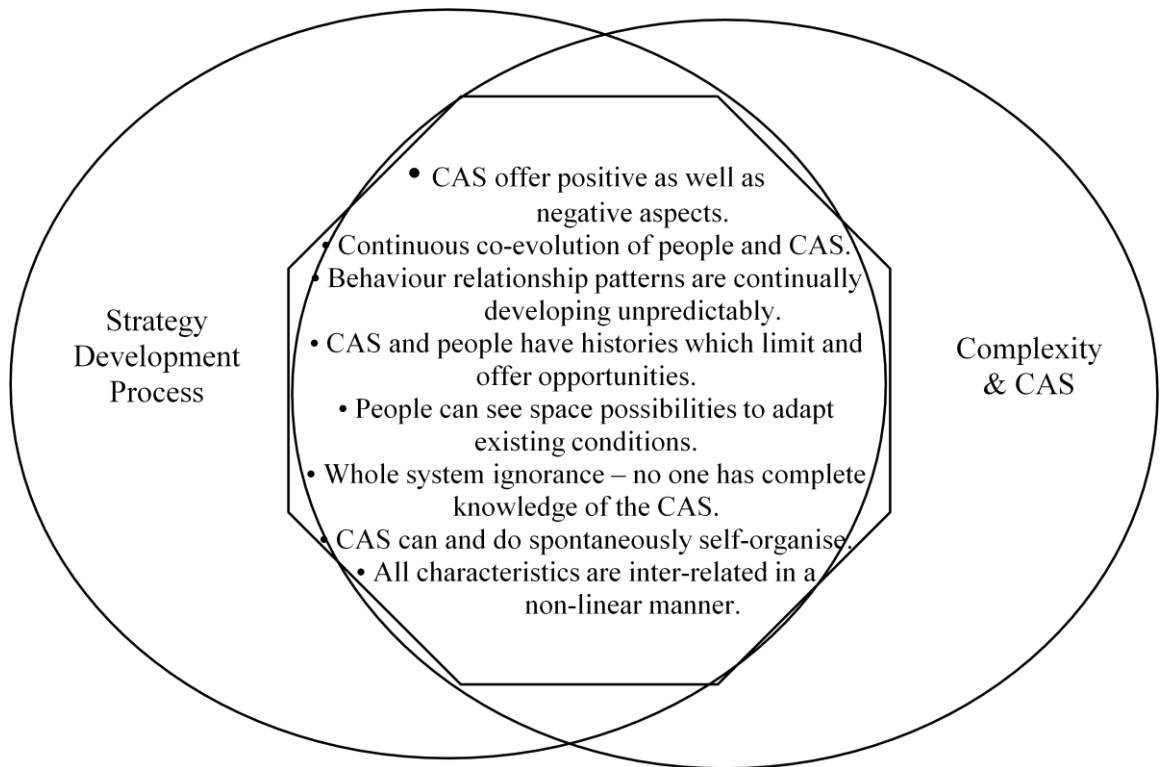 Strategy
Development
Process
• CAS offer positive as well as
negative aspects.
• Continuous co-evolution of people and CAS.
• Behaviour relationship patterns are continually
developing unpredictably.
• CAS and people have histories which limit and
offer opportunities.
• People can see space possibilities to adapt
existing conditions.
• Whole system ignorance – no one has complete
knowledge of the CAS.
• CAS can and do spontaneously self-organise.
• All characteristics are inter-related in a
non-linear manner.
Complexity
& CAS